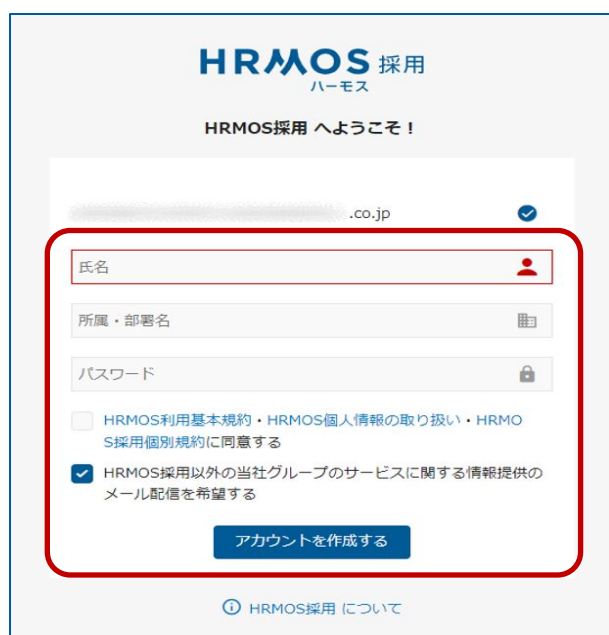 HRMOS 採用
ハーモス
HRMOS採用 へようこそ！
.co.jp
氏名
所属・部署名
パスワード
HRMOS利用基本規約・HRMOS個人情報の取り扱い・HRMO
S採用個別規約に同意する
HRMOS採用以外の当社グループのサービスに関する情報提供の
メール配信を希望する
アカウントを作成する
HRMOS採用 について